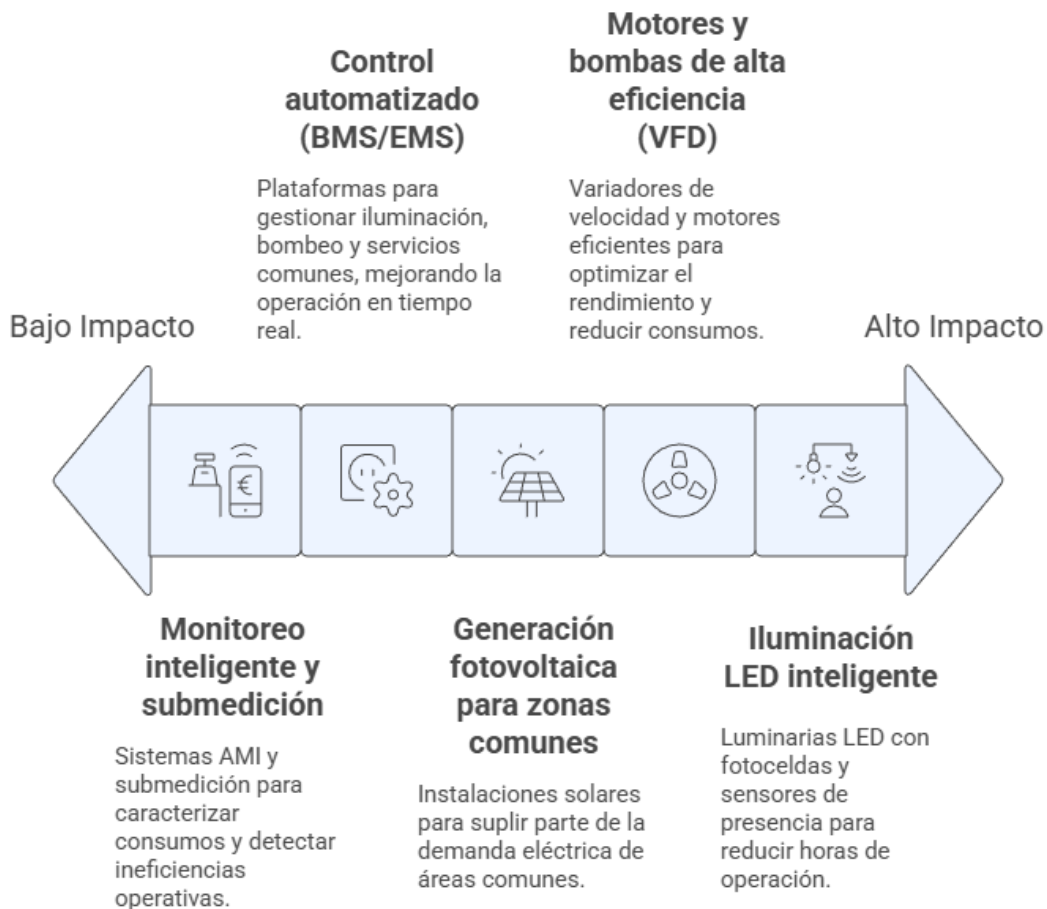 Motores y
bombas de alta
eficiencia
(VFD)
Control
automatizado
(BMS/EMS)
Plataformas para
gestionar iluminación,
bombeo y servicios
comunes, mejorando la
operación en tiempo
real.
Variadores de
velocidad y motores
eficientes para
optimizar el
rendimiento y
reducir consumos.
Bajo Impacto
Alto Impacto
€
Monitoreo
inteligente y
submedición
Sistemas AMI y
submedición para
caracterizar
consumos y detectar
ineficiencias
operativas.
Generación
fotovoltaica
para zonas
comunes
Instalaciones solares
para suplir parte de la
demanda eléctrica de
áreas comunes.
Iluminación
LED inteligente
Luminarias LED con
fotoceldas y
sensores de
presencia para
reducir horas de
operación.